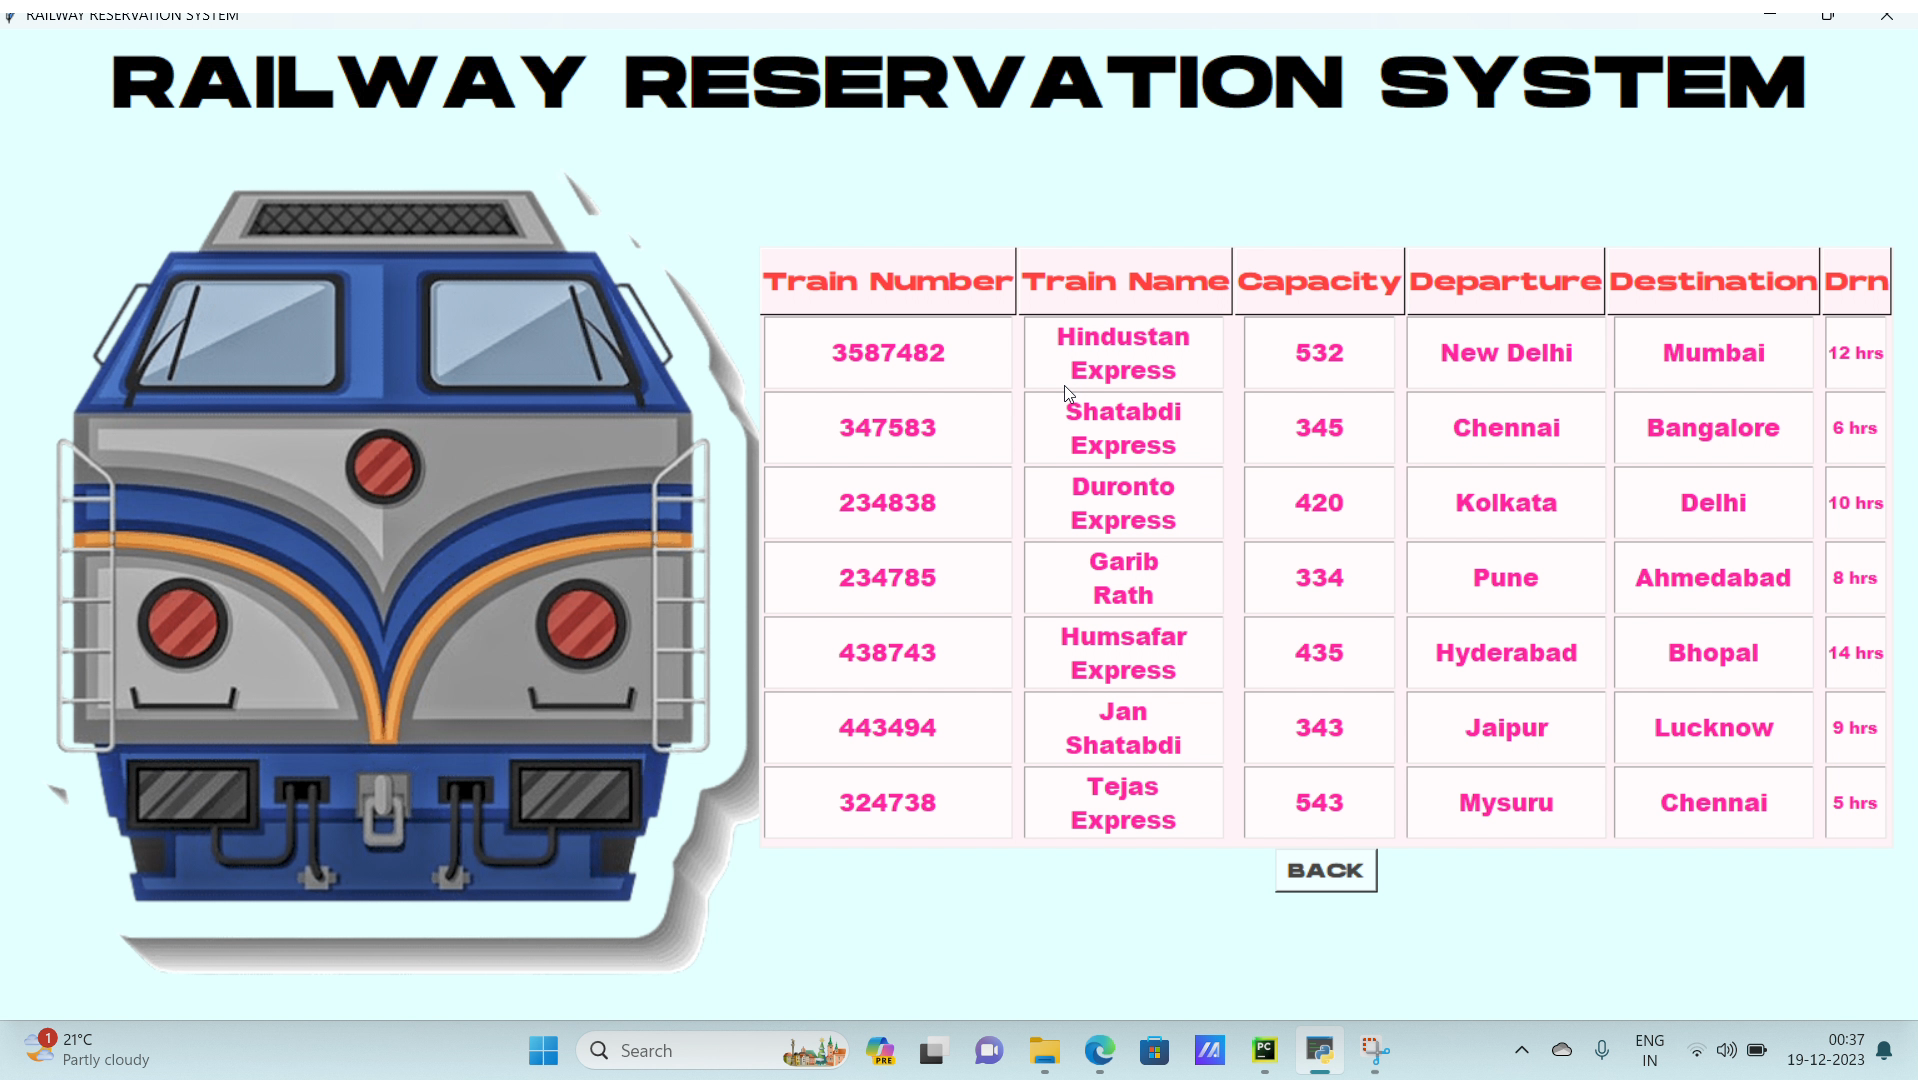 RAILWAY RESERVATION SYSTEM
RAILWAY RESERVATION SYSTEM
Train Number Train Name Capacity Departure Destination Drn
3587482 Hindustan Express 532 New Delhi Mumbai 12 hrs
347583 Shatabdi Express 345 Chennai Bangalore 6 hrs
234838 Duronto Express 420 Kolkata Delhi 10 hrs
234785 Garib Rath 334 Pune Ahmedabad 8 hrs
438743 Humsafar Express 435 Hyderabad Bhopal 14 hrs
443494 Jan Shatabdi 343 Jaipur Lucknow 9 hrs
324738 Tejas Express 543 Mysuru Chennai 5 hrs
BACK
1
21°C
Partly cloudy
Search
PRE
PC
ENG
IN
00:37
19-12-2023